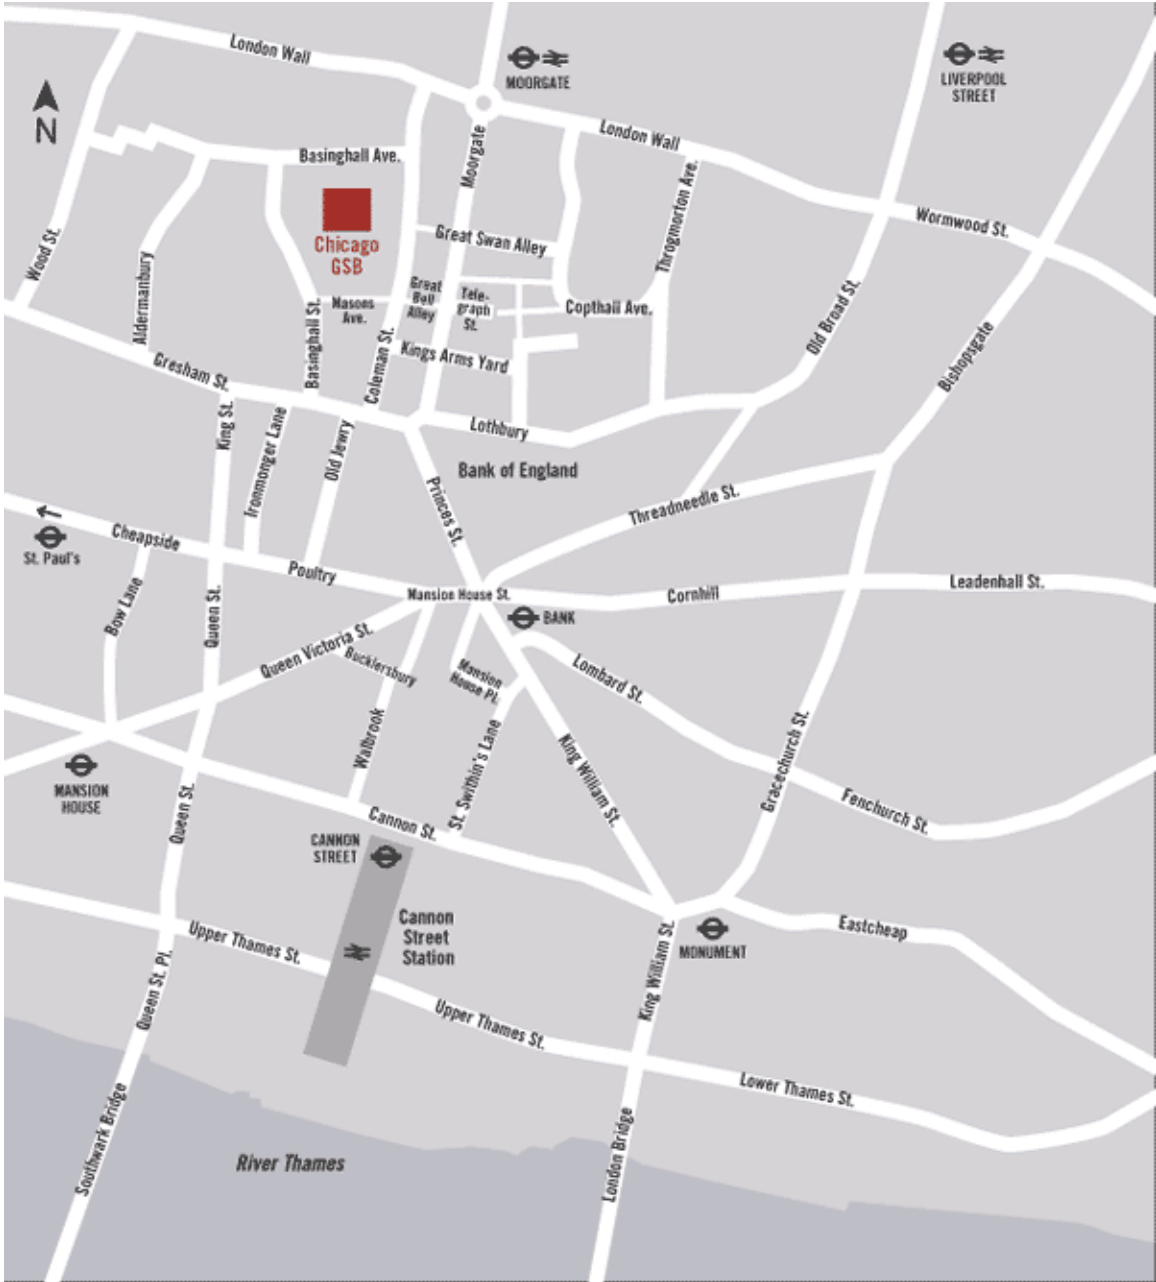 London Wall
MOORGATE
LIVERPOOL
STREET
N
London Wall
Basinghall Ave.
Moorgate
Throgmorton Ave.
Wormwood St.
Chicago
GSB
Great Swan Alley
Wood St.
Aldermanbury
Great
Bell
Alley
Tele-
graph
St.
Copthall Ave.
Masons
Ave.
Old Broad St.
Basinghall St.
Coleman St.
Kings Arms Yard
Bishopsgate
Gresham St.
King St.
Ironmonger Lane
Old Jewry
Lothbury
Bank of England
Princes St.
Threadneedle St.
Cheapside
St. Paul's
Poultry
Mansion House St.
Cornhill
Leadenhall St.
BANK
Bow Lane
Queen St.
Queen Victoria St.
Bucklersbury
Mansion
House Pl.
Lombard St.
Walbrook
St. Swithin's Lane
King William St.
Gracechurch St.
MANSION
HOUSE
Queen St.
Cannon St.
Fenchurch St.
CANNON
STREET
Cannon
Street
Station
Eastcheap
MONUMENT
Upper Thames St.
Queen St. Pl.
King William St.
Upper Thames St.
Lower Thames St.
Southwark Bridge
London Bridge
River Thames